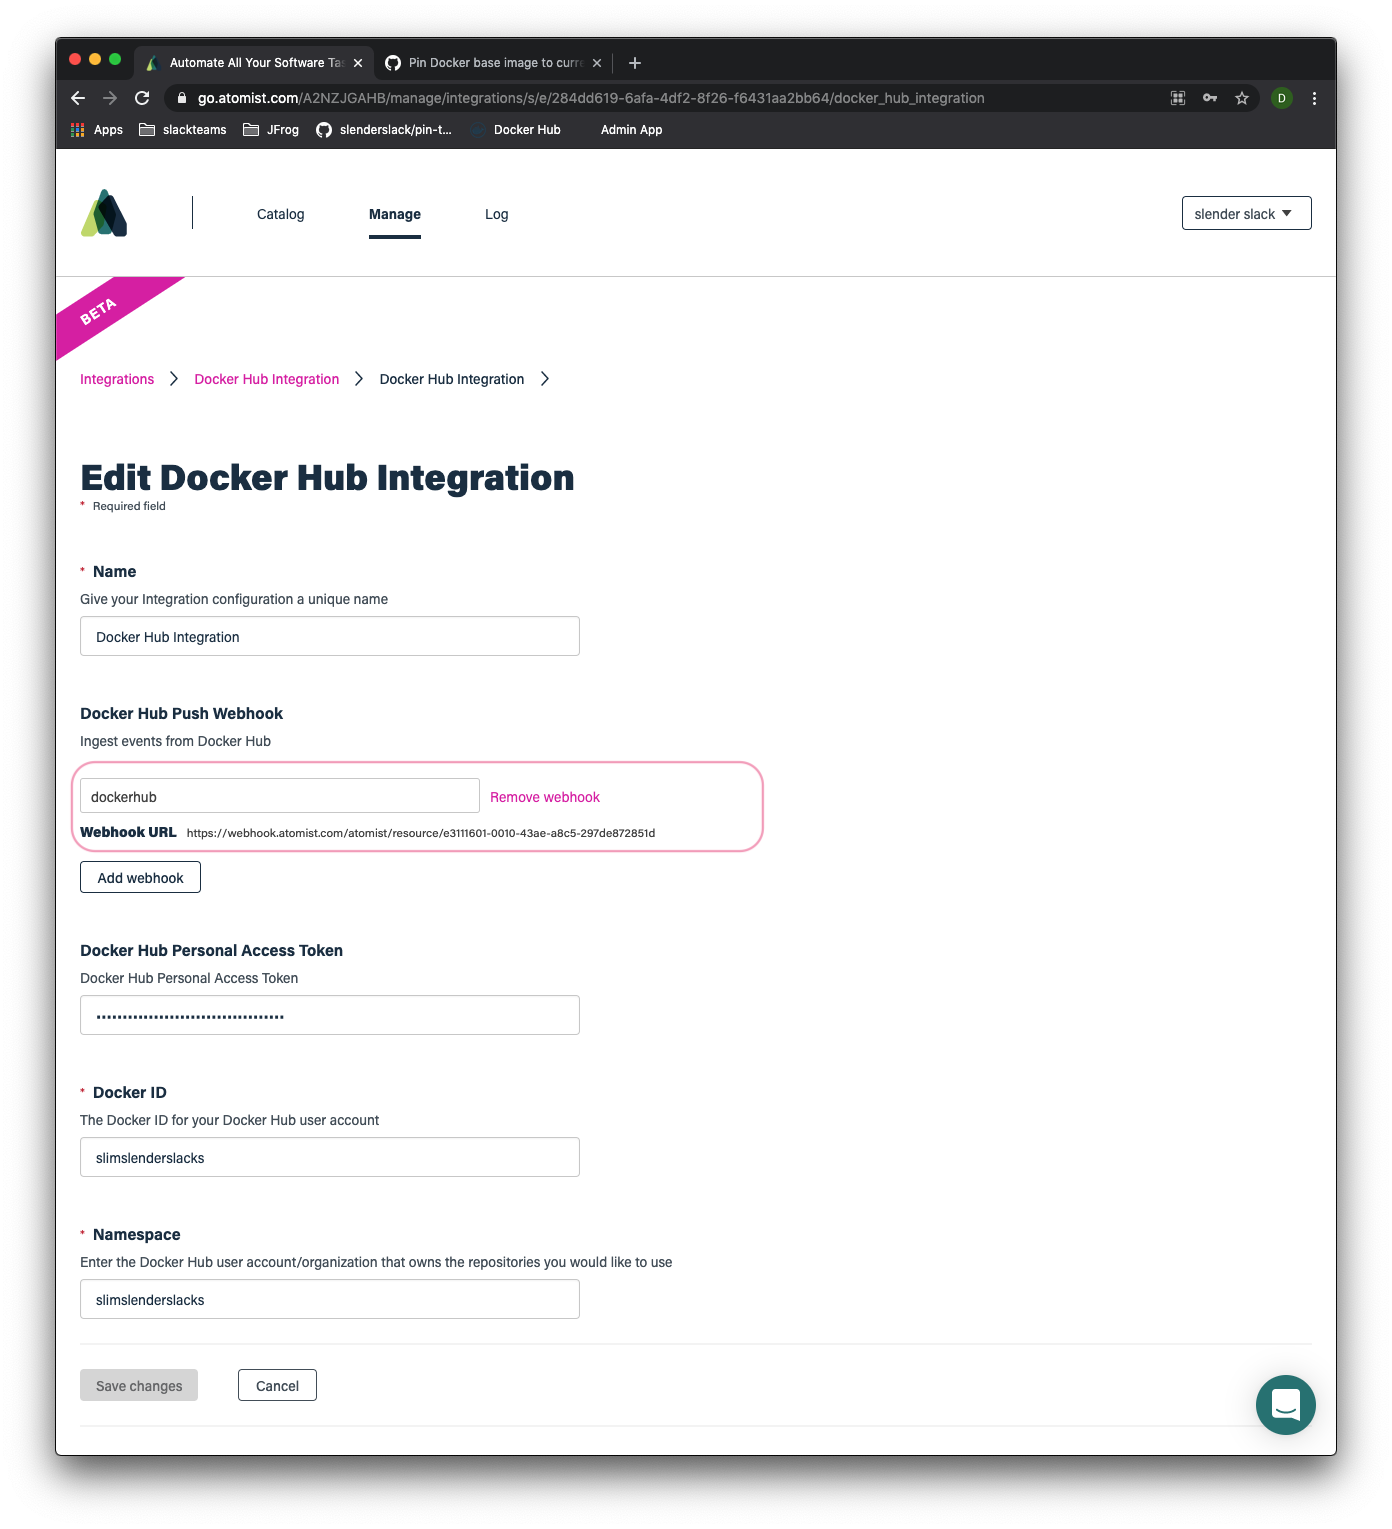 Automate All Your Software Ta
Pin Docker base image to curre
go.atomist.com/A2NZJGAHB/manage/integrations/s/e/284dd619-6afa-4df2-8f26-f6431aa2bb64/docker_hub_integration
D
Apps slackteams JFrog slenderslack/pin-t... Docker Hub Admin App
Catalog Manage Log slender slack
BETA
Integrations Docker Hub Integration Docker Hub Integration
Edit Docker Hub Integration
* Required field
* Name
Give your Integration configuration a unique name
Docker Hub Integration
Docker Hub Push Webhook
Ingest events from Docker Hub
dockerhub Remove webhook
Webhook URL https://webhook.atomist.com/atomist/resource/e3111601-0010-43ae-a8c5-297de872851d
Add webhook
Docker Hub Personal Access Token
Docker Hub Personal Access Token
* Docker ID
The Docker ID for your Docker Hub user account
slimslenderslacks
* Namespace
Enter the Docker Hub user account/organization that owns the repositories you would like to use
slimslenderslacks
Save changes Cancel